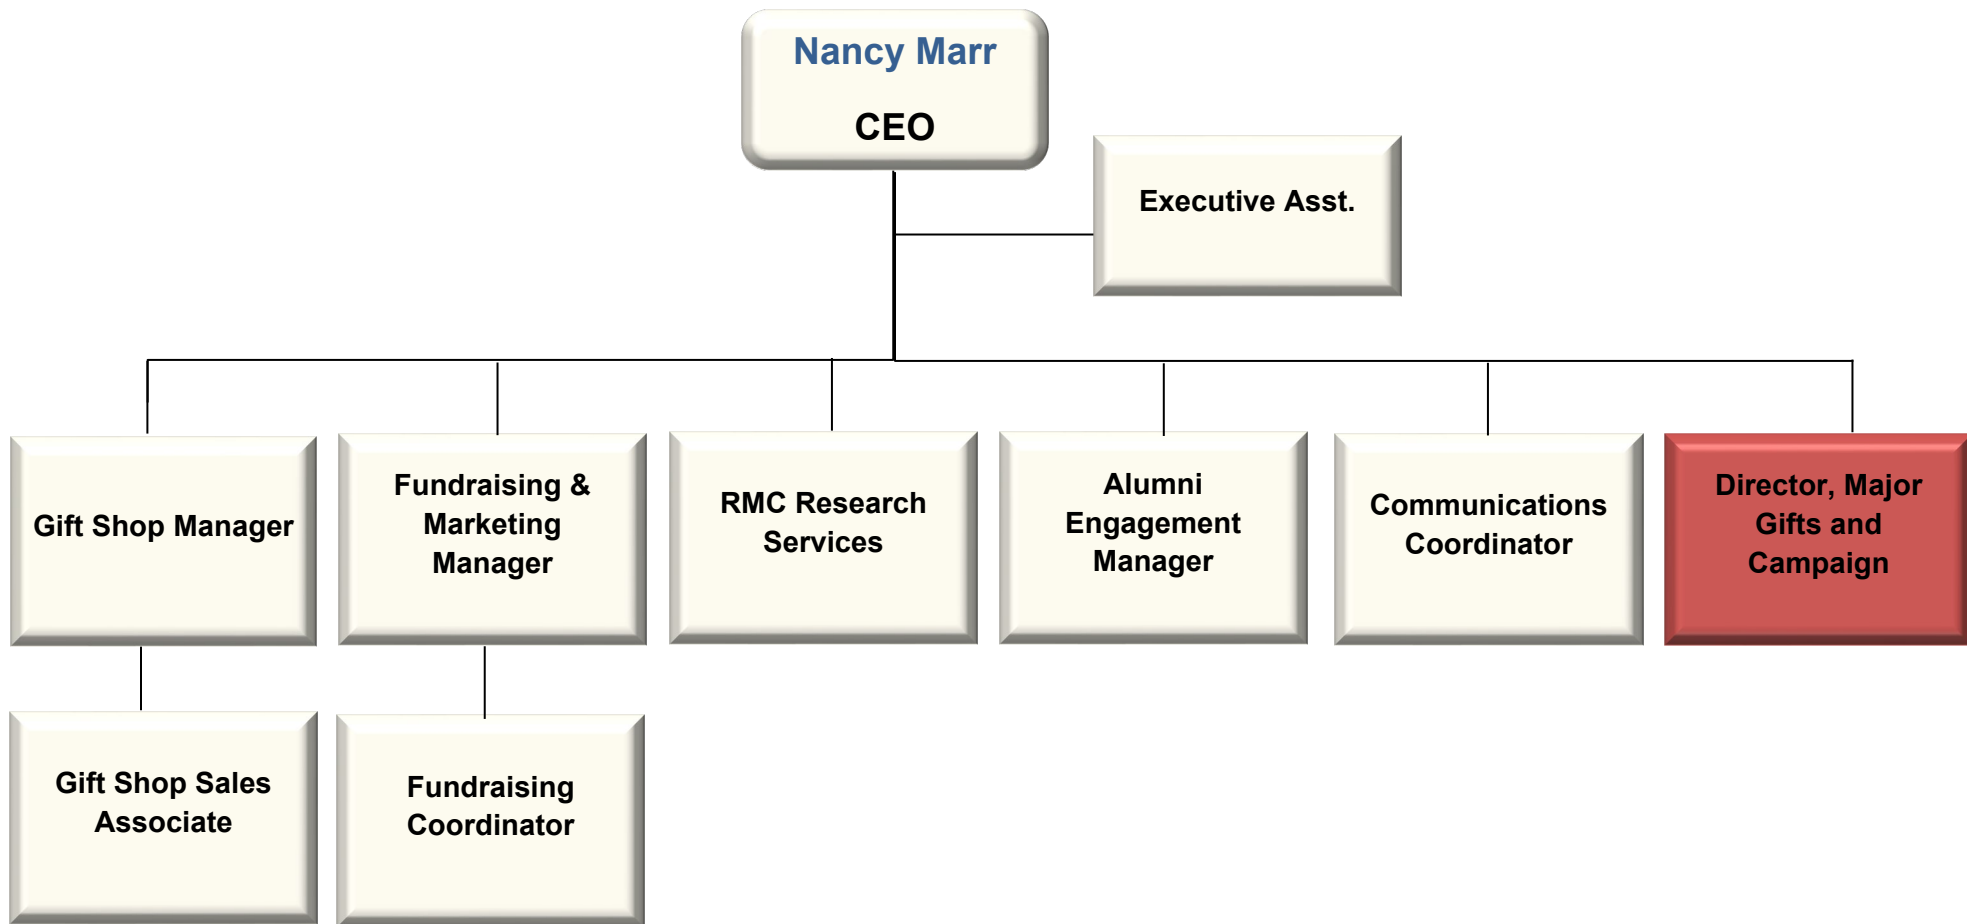 Nancy Marr
CEO
Executive Asst.
Gift Shop Manager
Fundraising &
Marketing
Manager
RMC Research
Services
Alumni
Engagement
Manager
Communications
Coordinator
Director, Major
Gifts and
Campaign
Gift Shop Sales
Associate
Fundraising
Coordinator